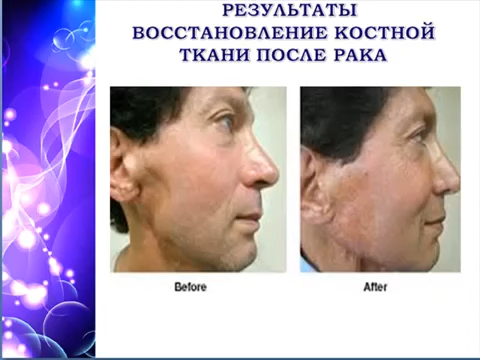 РЕЗУЛЬТАТЫ
ВОССТАНОВЛЕНИЕ КОСТНОЙ
ТКАНИ ПОСЛЕ РАКА
Before
After